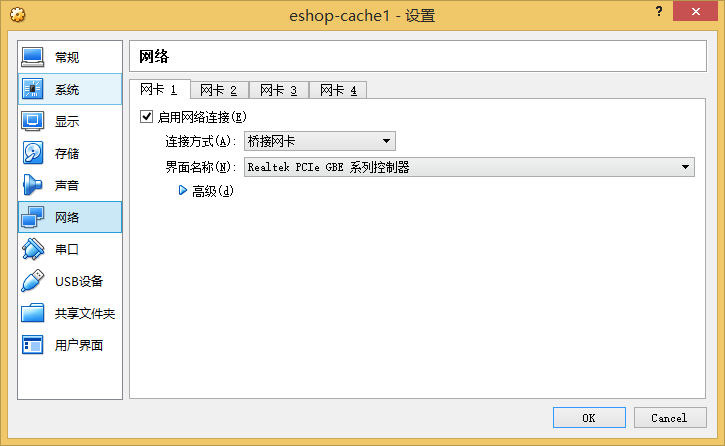 eshop-cache1 - 设置
?
常规
系统
显示
存储
声音
网络
串口
USB设备
共享文件夹
用户界面
网络
网卡 1 网卡 2 网卡 3 网卡 4
启用网络连接(E)
连接方式(A): 桥接网卡
界面名称(N): Realtek PCIe GBE 系列控制器
高级(d)
OK Cancel